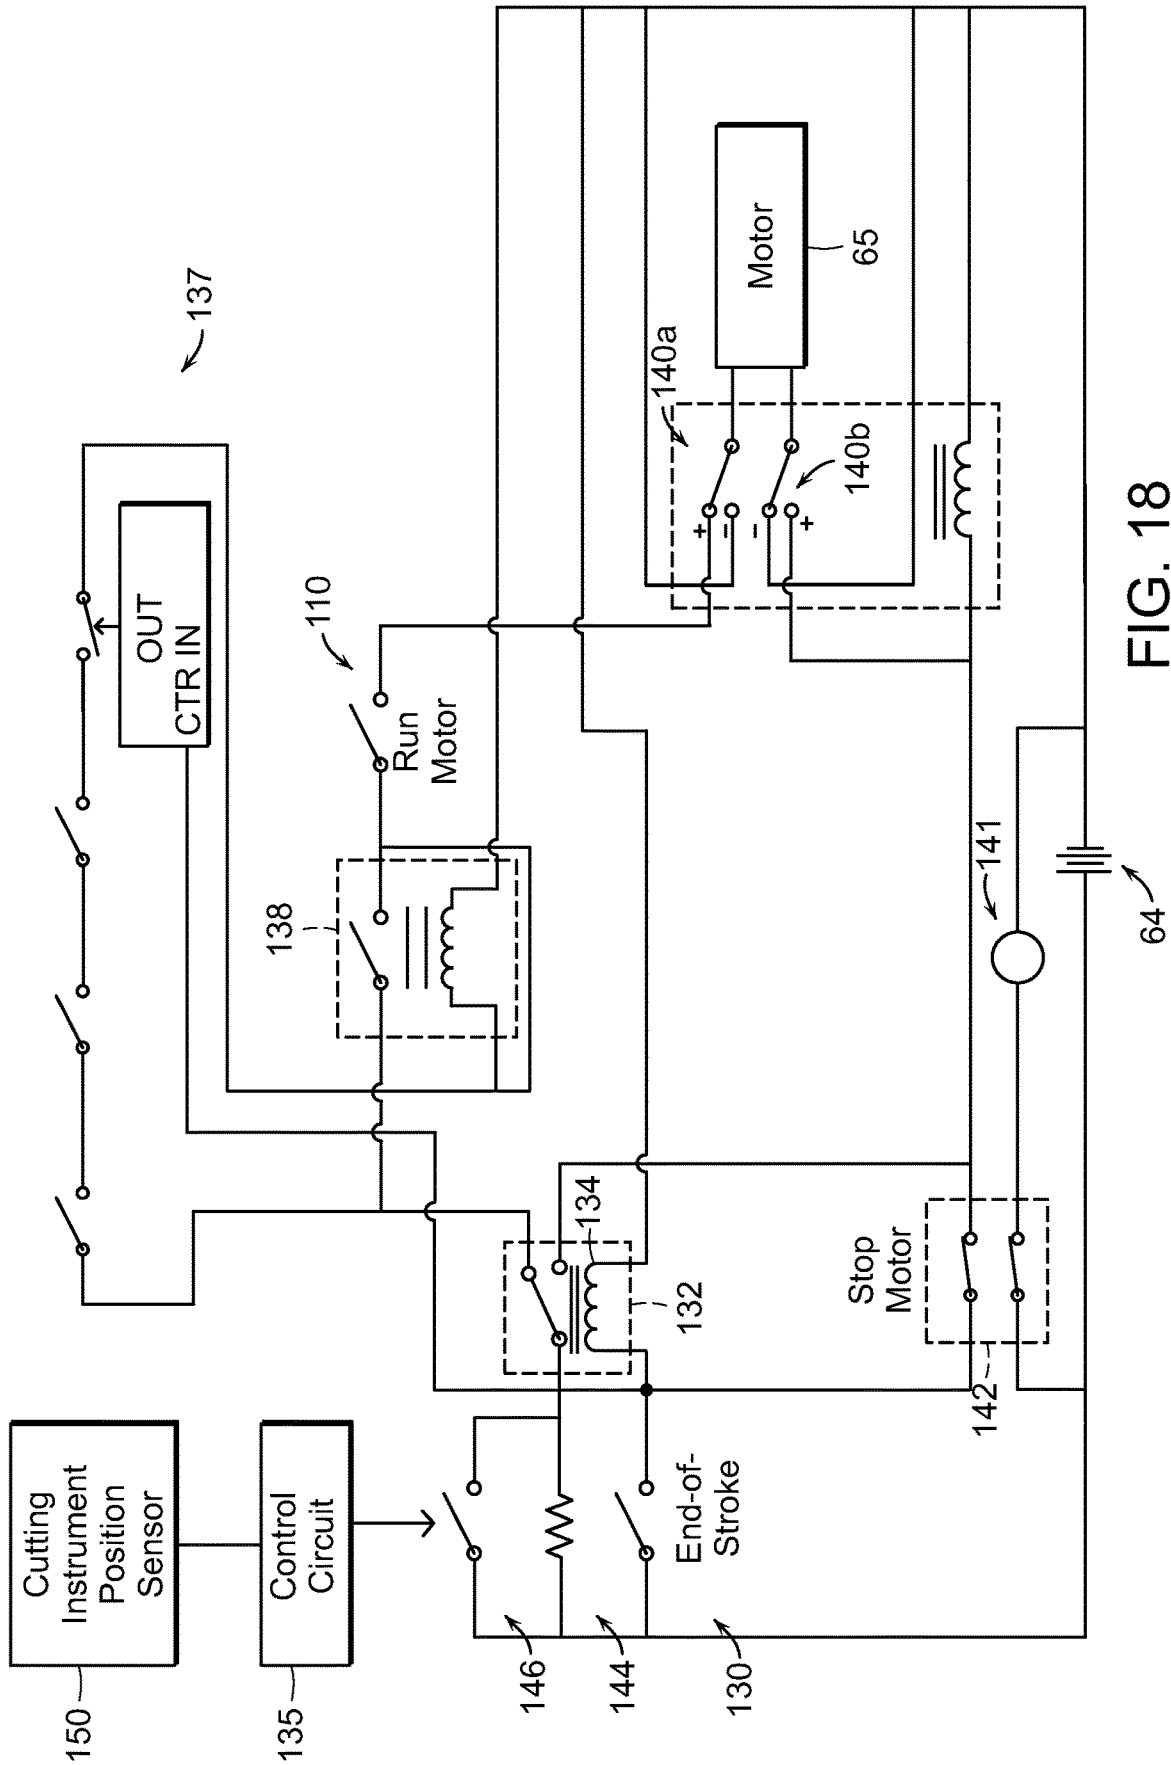 150
Cutting
Instrument
Position
Sensor
135
Control
Circuit
146
144
130
End-of-
Stroke
132
134
142
Stop
Motor
137
OUT
CTR IN
138
110
Run
Motor
140a
140b
+
–
–
+
Motor
65
141
64
FIG. 18